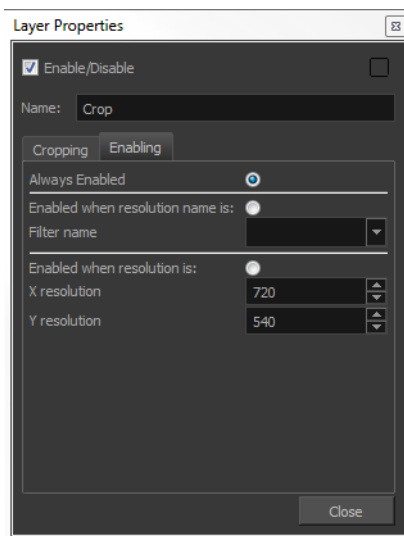 Layer Properties
Enable/Disable
Name: Crop
Cropping Enabling
Always Enabled
Enabled when resolution name is:
Filter name
Enabled when resolution is:
X resolution 720
Y resolution 540
Close